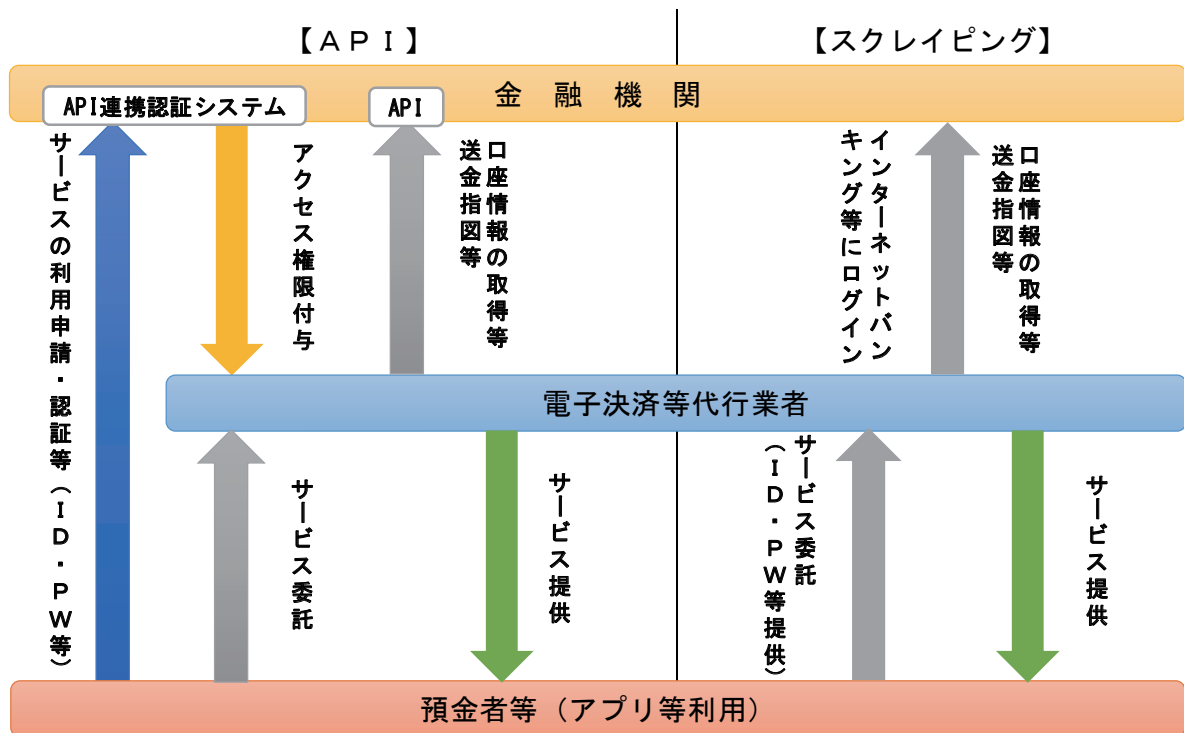 【API】
【スクレイピング】
金融機関
API連携認証システム
API
サービスの利用申請・認証等(ID・PW等)
アクセス権限付与
口座情報の取得等
送金指図等
インターネットバン
キング等にログイン
口座情報の取得等
送金指図等
電子決済等代行業者
サービス委託
サービス提供
サービス委託
(ID・PW等提供)
サービス提供
預金者等(アプリ等利用)